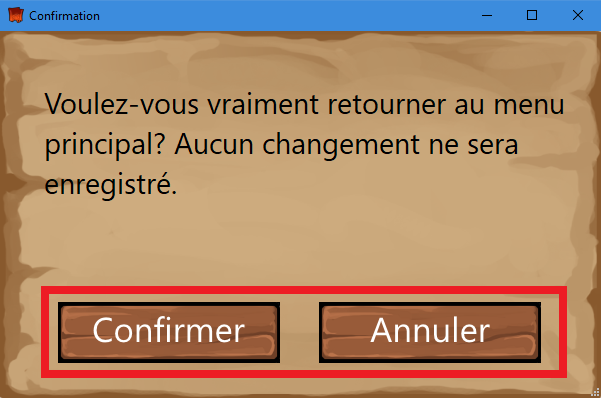 Confirmation
Voulez-vous vraiment retourner au menu
principal? Aucun changement ne sera
enregistré.
Confirmer
Annuler